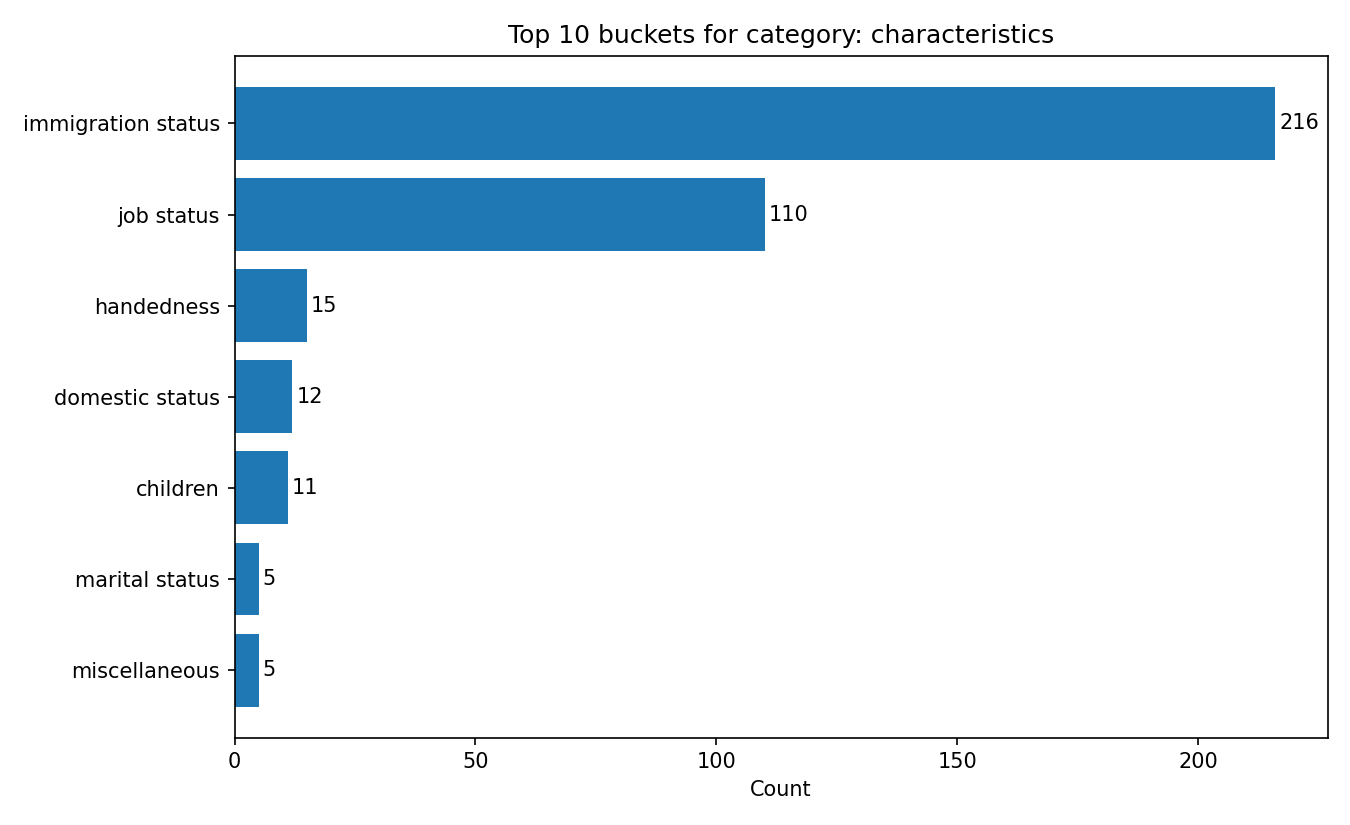 Top 10 buckets for category: characteristics
immigration status 216
job status 110
handedness 15
domestic status 12
children 11
marital status 5
miscellaneous 5
0 50 100 150 200
Count